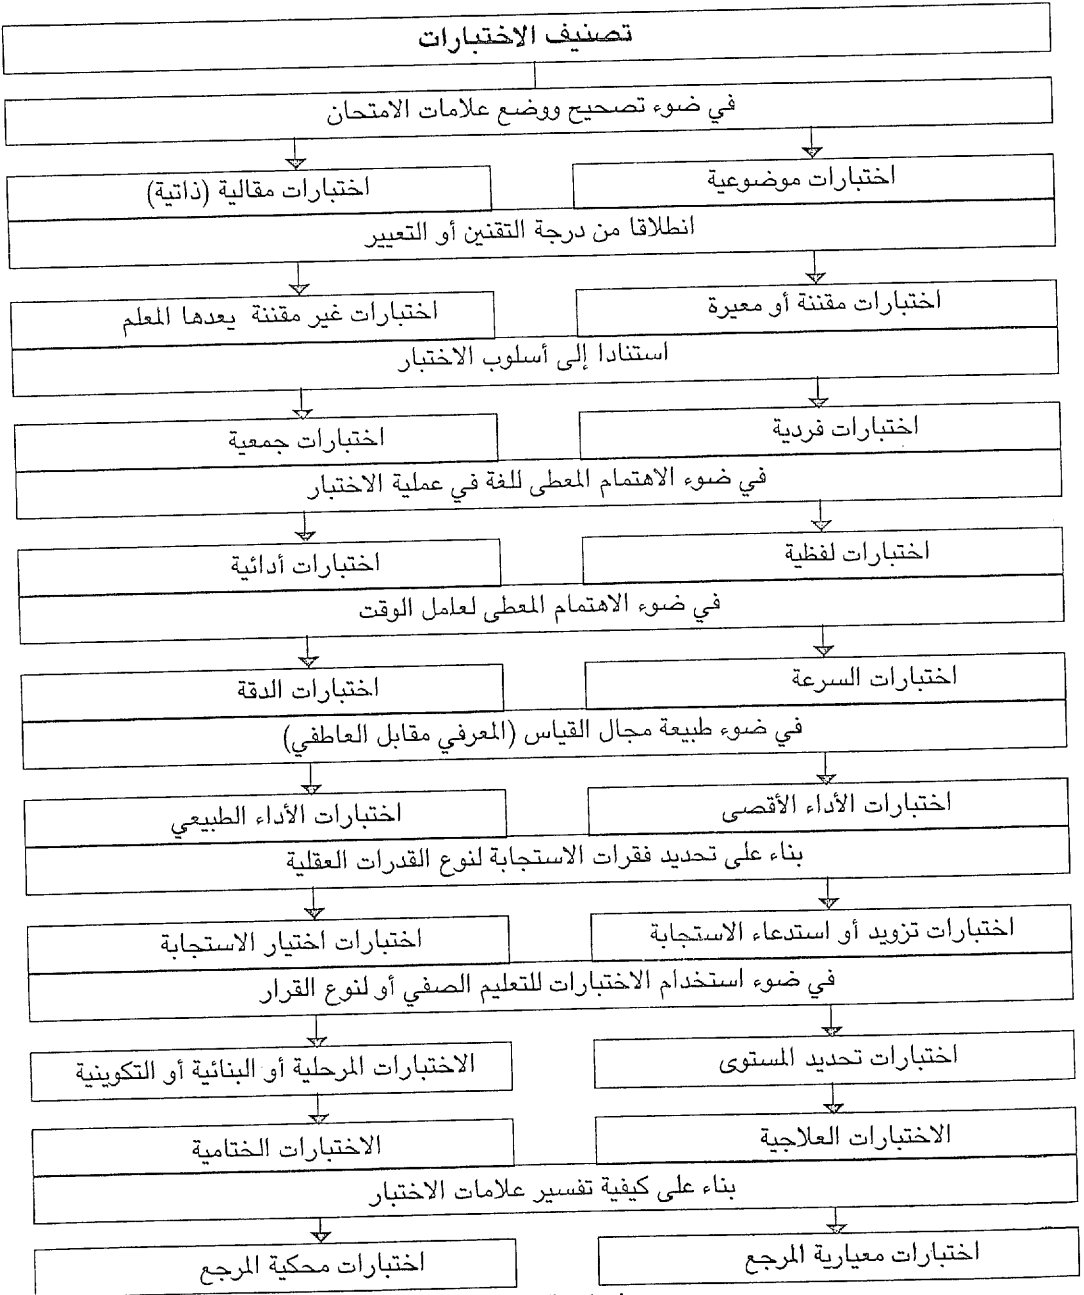 تصنيف الاختبارات
في ضوء تصحيح ووضع علامات الامتحان
اختبارات موضوعية
اختبارات مقالية (ذاتية)
انطلاقا من درجة التقنين أو التعيير
اختبارات مقننة أو معيرة
اختبارات غير مقننة يعدها المعلم
استنادا إلى أسلوب الاختبار
اختبارات فردية
اختبارات جمعية
في ضوء الاهتمام المعطى للغة في عملية الاختبار
اختبارات لفظية
اختبارات أدائية
في ضوء الاهتمام المعطى لعامل الوقت
اختبارات السرعة
اختبارات الدقة
في ضوء طبيعة مجال القياس (المعرفي مقابل العاطفي)
اختبارات الأداء الأقصى
اختبارات الأداء الطبيعي
بناء على تحديد فقرات الاستجابة لنوع القدرات العقلية
اختبارات تزويد أو استدعاء الاستجابة
اختبارات اختيار الاستجابة
في ضوء استخدام الاختبارات للتعليم الصفي أو لنوع القرار
اختبارات تحديد المستوى
الاختبارات المرحلية أو البنائية أو التكوينية
الاختبارات العلاجية
الاختبارات الختامية
بناء على كيفية تفسير علامات الاختبار
اختبارات معيارية المرجع
اختبارات محكية المرجع